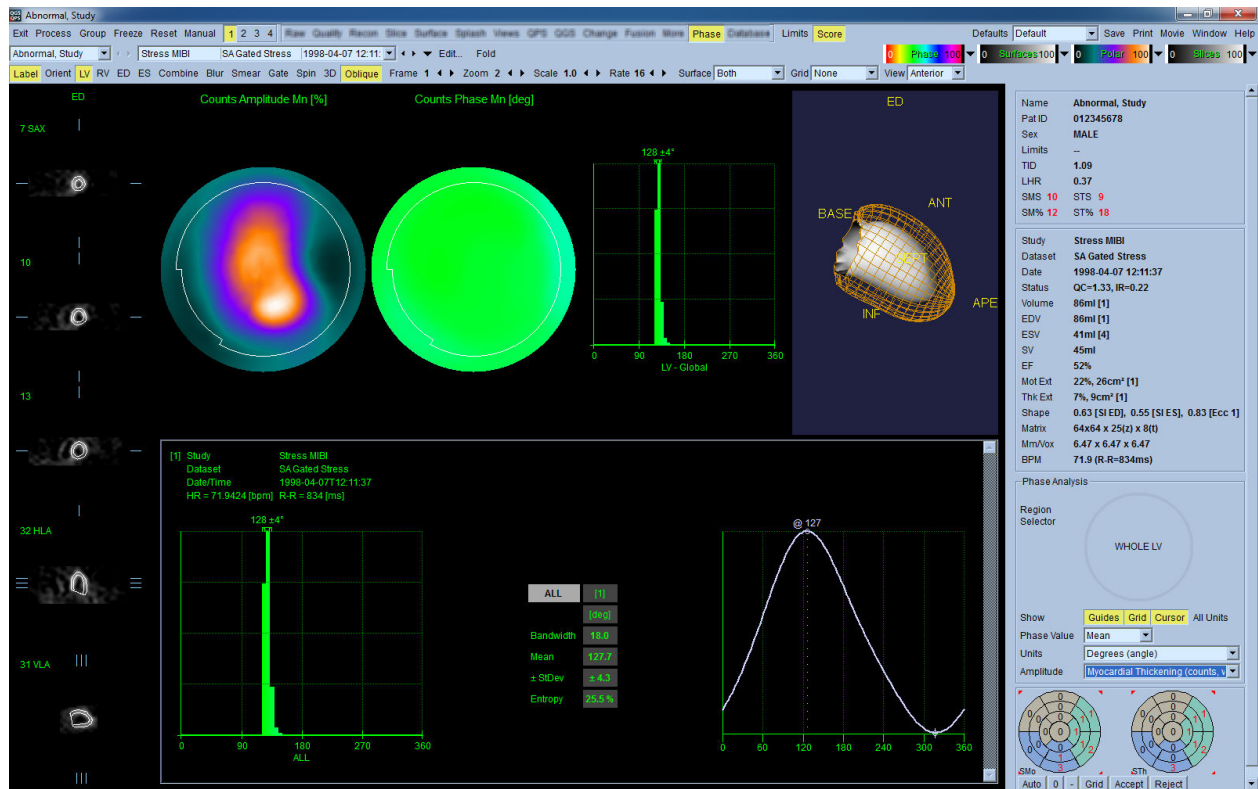 Abnormal, Study
Exit Process Group Freeze Reset Manual 1 2 3 4 Raw Quality Recon Slice Surface Splash Views QPS QGS Change Fusion More Phase Database Limits Score Defaults Default Save Print Movie Window Help
Abnormal, Study Stress MIBI SA Gated Stress 1998-04-07 12:11: Edit... Fold 0 Phase 100 0 Surfaces 100 0 Polar 100 0 Slices 100
Label Orient LV RV ED ES Combine Blur Smear Gate Spin 3D Oblique Frame 1 Zoom 2 Scale 1.0 Rate 16 Surface Both Grid None View Anterior
ED
7 SAX
10
13
32 HLA
31 VLA
Counts Amplitude Mn [%]
Counts Phase Mn [deg]
128 ±4°
0 90 180 270 360
LV - Global
ED
BASE
ANT
SEPT
INF
APE
[1] Study Stress MIBI
Dataset SA Gated Stress
Date/Time 1998-04-07T12:11:37
HR = 71.9424 [bpm] R-R = 834 [ms]
128 ±4°
0 90 180 270 360
ALL
ALL [1]
[deg]
Bandwidth 18.0
Mean 127.7
± StDev ± 4.3
Entropy 25.5 %
@ 127
0 60 120 180 240 300 360
Name Abnormal, Study
Pat ID 012345678
Sex MALE
Limits --
TID 1.09
LHR 0.37
SMS 10 STS 9
SM% 12 ST% 18
Study Stress MIBI
Dataset SA Gated Stress
Date 1998-04-07 12:11:37
Status QC=1.33, IR=0.22
Volume 86ml [1]
EDV 86ml [1]
ESV 41ml [4]
SV 45ml
EF 52%
Mot Ext 22%, 26cm² [1]
Thk Ext 7%, 9cm² [1]
Shape 0.63 [SI ED], 0.55 [SI ES], 0.83 [Ecc 1]
Matrix 64x64 x 25(z) x 8(t)
Mm/Vox 6.47 x 6.47 x 6.47
BPM 71.9 (R-R=834ms)
Phase Analysis
Region
Selector
WHOLE LV
Show Guides Grid Cursor All Units
Phase Value Mean
Units Degrees (angle)
Amplitude Myocardial Thickening (counts, v
SMo
STh
Auto 0 - Grid Accept Reject